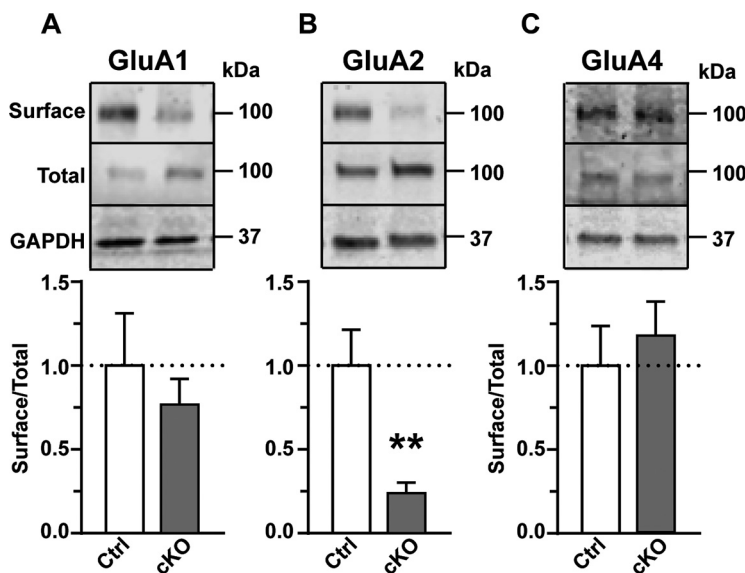 A B C
GluA1 kDa GluA2 kDa GluA4 kDa
Surface 100 100 100
Total 100 100 100
GAPDH 37 37 37
1.5 1.5 1.5
1.0 1.0 1.0
0.5 0.5 0.5
0.0 0.0 0.0
Surface/Total Surface/Total
**
Ctrl cKO Ctrl cKO Ctrl cKO